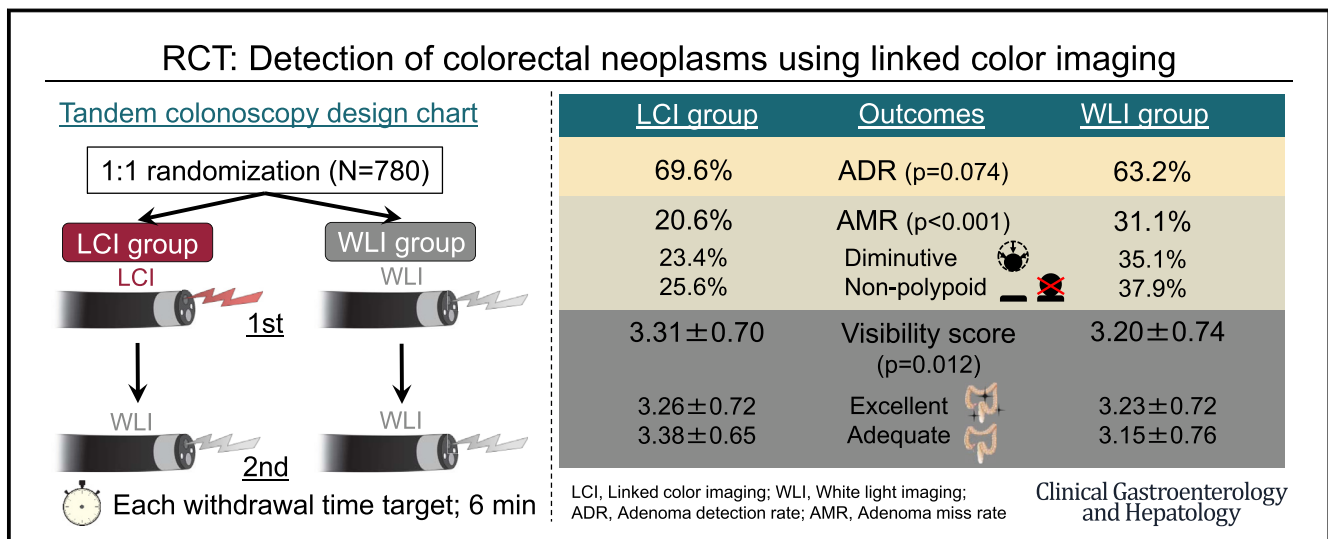 RCT: Detection of colorectal neoplasms using linked color imaging
Tandem colonoscopy design chart
1:1 randomization (N=780)
LCI group
WLI group
LCI
WLI
1st
WLI
WLI
2nd
Each withdrawal time target; 6 min
LCI group Outcomes WLI group
69.6% ADR (p=0.074) 63.2%
20.6% AMR (p<0.001) 31.1%
23.4% Diminutive 35.1%
25.6% Non-polypoid 37.9%
3.31±0.70 Visibility score 3.20±0.74
(p=0.012)
3.26±0.72 Excellent 3.23±0.72
3.38±0.65 Adequate 3.15±0.76
LCI, Linked color imaging; WLI, White light imaging;
ADR, Adenoma detection rate; AMR, Adenoma miss rate
Clinical Gastroenterology
and Hepatology